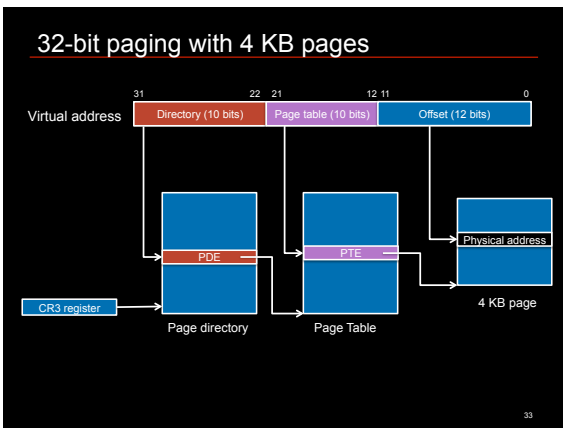 32-bit paging with 4 KB pages
31 22 21 12 11 0
Virtual address Directory (10 bits) Page table (10 bits) Offset (12 bits)
Physical address
PDE PTE
4 KB page
CR3 register
Page directory Page Table
33